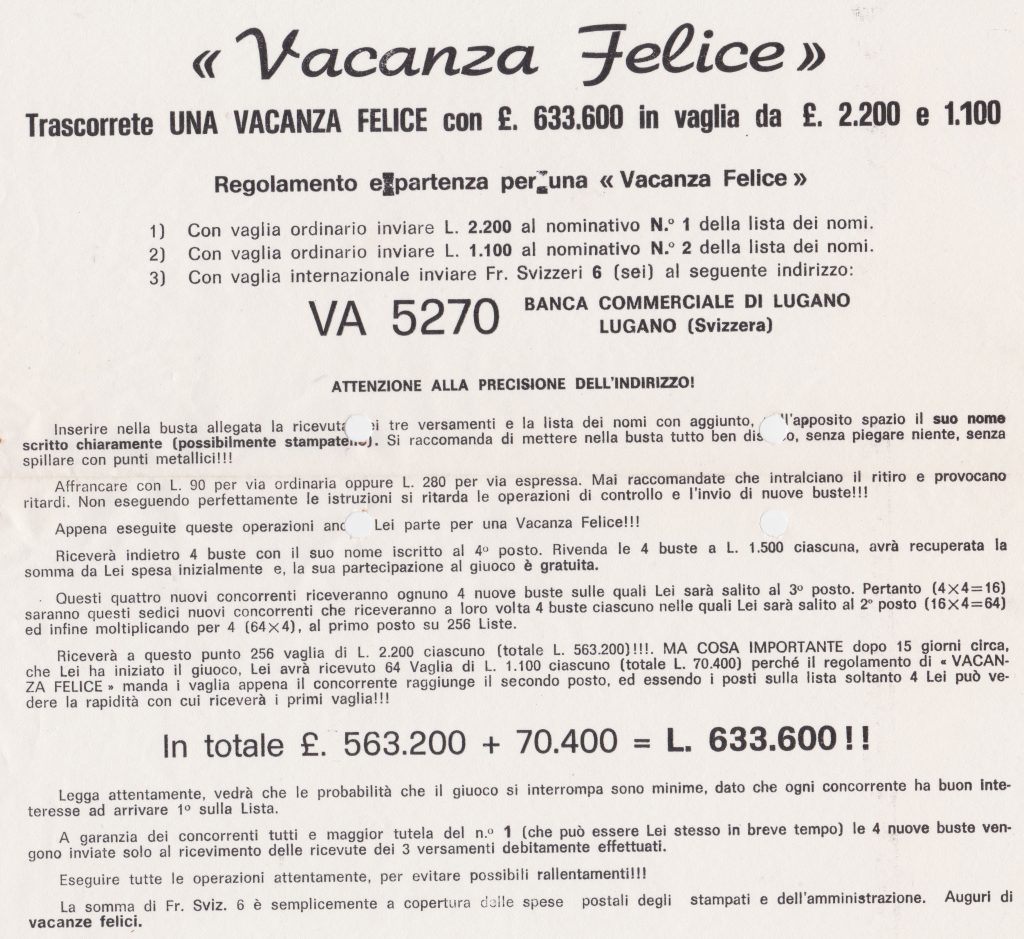 « Vacanza Felice »
Trascorrete UNA VACANZA FELICE con £. 633.600 in vaglia da £. 2.200 e 1.100
Regolamento e partenza per una « Vacanza Felice »
1) Con vaglia ordinario inviare L. 2.200 al nominativo N.º 1 della lista dei nomi.
2) Con vaglia ordinario inviare L. 1.100 al nominativo N.º 2 della lista dei nomi.
3) Con vaglia internazionale inviare Fr. Svizzeri 6 (sei) al seguente indirizzo:
VA 5270 BANCA COMMERCIALE DI LUGANO
LUGANO (Svizzera)
ATTENZIONE ALLA PRECISIONE DELL'INDIRIZZO!
Inserire nella busta allegata la ricevuta ei tre versamenti e la lista dei nomi con aggiunto, ll'apposito spazio il suo nome
scritto chiaramente (possibilmente stampatello). Si raccomanda di mettere nella busta tutto ben dis o, senza piegare niente, senza
spillare con punti metallici!!!
Affrancare con L. 90 per via ordinaria oppure L. 280 per via espressa. Mai raccomandate che intralciano il ritiro e provocano
ritardi. Non eseguendo perfettamente le istruzioni si ritarda le operazioni di controllo e l'invio di nuove buste!!!
Appena eseguite queste operazioni anc Lei parte per una Vacanza Felice!!!
Riceverà indietro 4 buste con il suo nome iscritto al 4º posto. Rivenda le 4 buste a L. 1.500 ciascuna, avrà recuperata la
somma da Lei spesa inizialmente e, la sua partecipazione al giuoco è gratuita.
Questi quattro nuovi concorrenti riceveranno ognuno 4 nuove buste sulle quali Lei sarà salito al 3º posto. Pertanto (4×4=16)
saranno questi sedici nuovi concorrenti che riceveranno a loro volta 4 buste ciascuno nelle quali Lei sarà salito al 2º posto (16×4=64)
ed infine moltiplicando per 4 (64×4), al primo posto su 256 Liste.
Riceverà a questo punto 256 vaglia di L. 2.200 ciascuno (totale L. 563.200)!!!. MA COSA IMPORTANTE dopo 15 giorni circa,
che Lei ha iniziato il giuoco, Lei avrà ricevuto 64 Vaglia di L. 1.100 ciascuno (totale L. 70.400) perché il regolamento di « VACAN-
ZA FELICE » manda i vaglia appena il concorrente raggiunge il secondo posto, ed essendo i posti sulla lista soltanto 4 Lei può ve-
dere la rapidità con cui riceverà i primi vaglia!!!
In totale £. 563.200 + 70.400 = L. 633.600!!
Legga attentamente, vedrà che le probabilità che il giuoco si interrompa sono minime, dato che ogni concorrente ha buon inte-
teresse ad arrivare 1º sulla Lista.
A garanzia dei concorrenti tutti e maggior tutela del n.º 1 (che può essere Lei stesso in breve tempo) le 4 nuove buste ven-
gono inviate solo al ricevimento delle ricevute dei 3 versamenti debitamente effettuati.
Eseguire tutte le operazioni attentamente, per evitare possibili rallentamenti!!!
La somma di Fr. Sviz. 6 è semplicemente a copertura delle spese postali degli stampati e dell'amministrazione. Auguri di
vacanze felici.